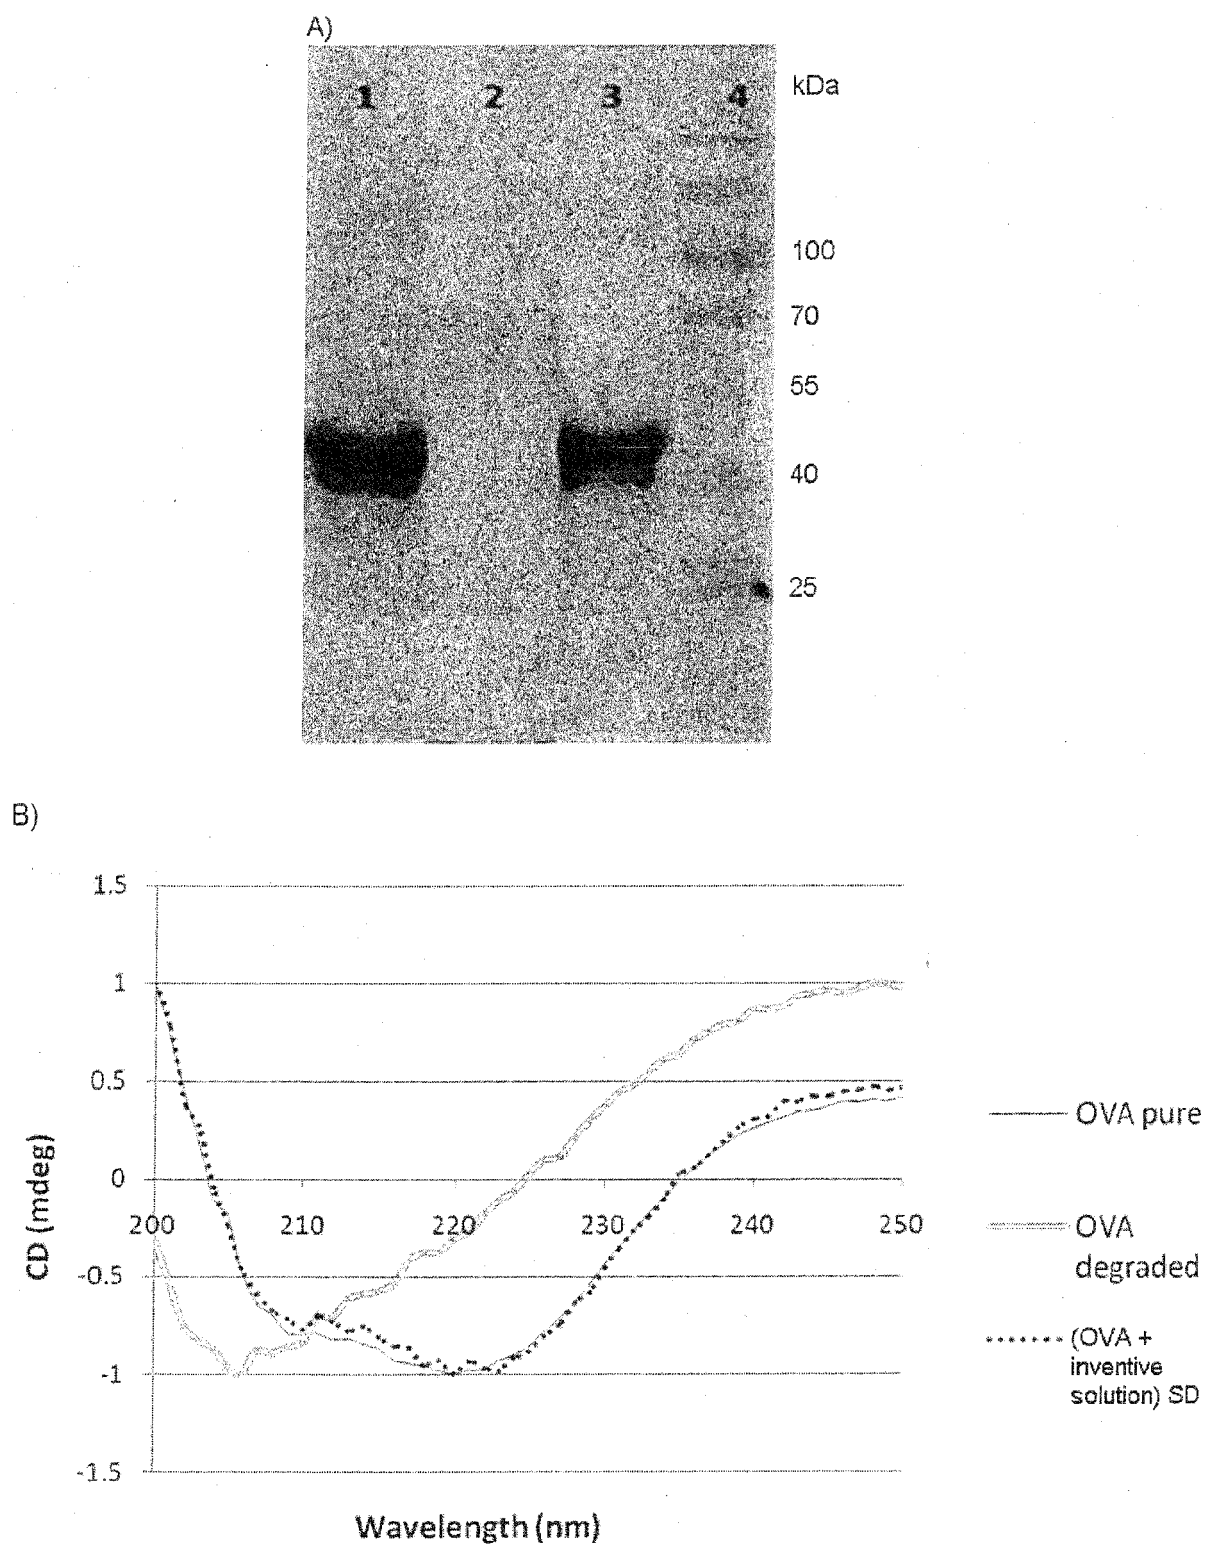 A)
1 2 3 4 kDa
100
70
55
40
25
B)
1.5
1
0.5
0
-0.5
-1
-1.5
200 210 220 230 240 250
CD (mdeg)
Wavelength (nm)
OVA pure
OVA
degraded
(OVA +
inventive
solution) SD